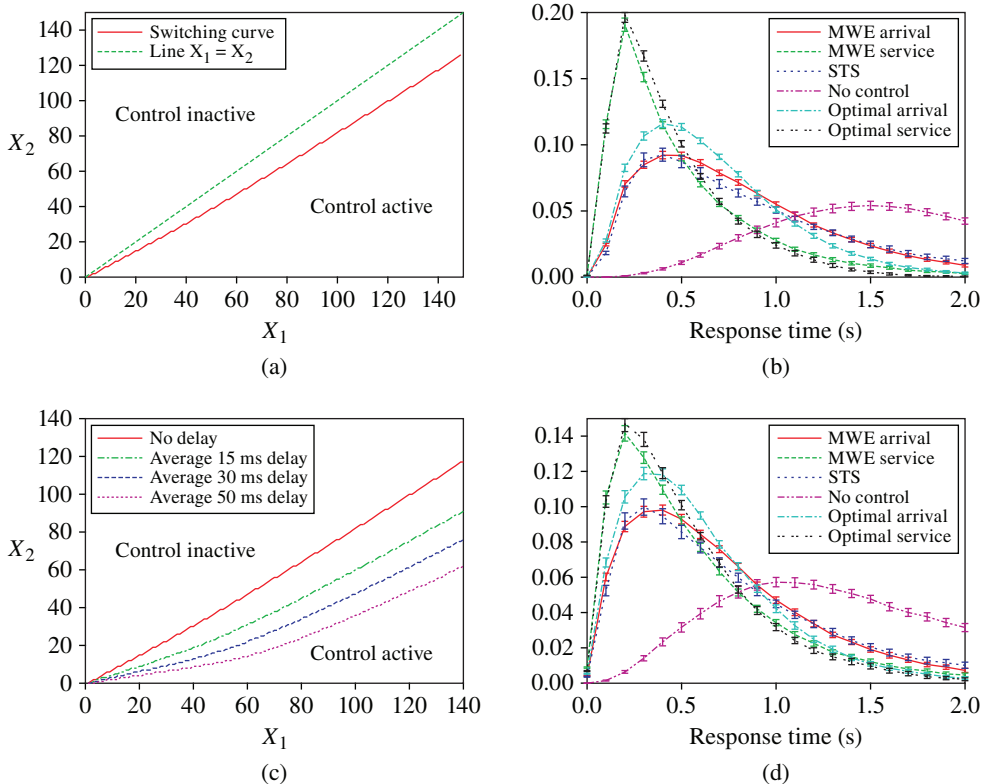 150
100
50
0
X2
0
20
40
60
80
100
120
140
X1
Switching curve
Line X1 = X2
Control inactive
Control active
(a)
0.20
0.15
0.10
0.05
0.00
0.0
0.5
1.0
1.5
2.0
Response time (s)
MWE arrival
MWE service
STS
No control
Optimal arrival
Optimal service
(b)
140
120
100
80
60
40
20
0
X2
0
20
40
60
80
100
120
140
X1
No delay
Average 15 ms delay
Average 30 ms delay
Average 50 ms delay
Control inactive
Control active
(c)
0.14
0.12
0.10
0.08
0.06
0.04
0.02
0.00
0.0
0.5
1.0
1.5
2.0
Response time (s)
MWE arrival
MWE service
STS
No control
Optimal arrival
Optimal service
(d)